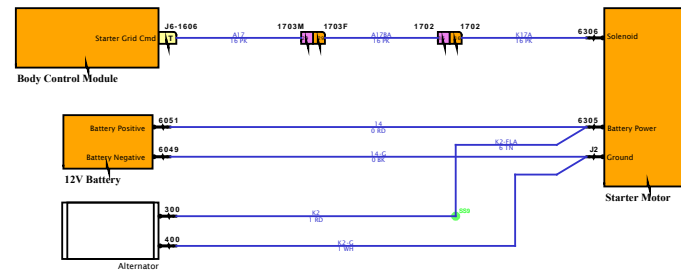 J6-1606
1703M 1703F
1702 1702
6306
Starter Grid Cmd
T
A17
16 PK
A17BA
16 PK
K17A
16 PK
Solenoid
Body Control Module
6051
6305
Battery Positive
14
0 RD
Battery Power
K2-FLA
6 TN
6049
J2
Battery Negative
14-G
0 BK
Ground
12V Battery
Starter Motor
300
K2
1 RD
400
K2-G
1 WH
Alternator